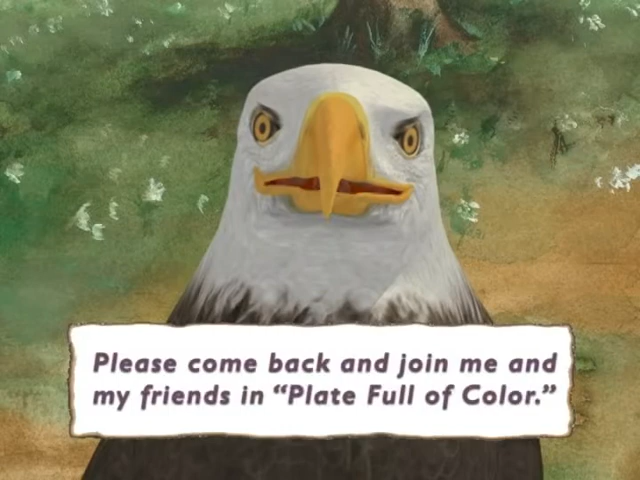 Please come back and join me and
my friends in “Plate Full of Color.”